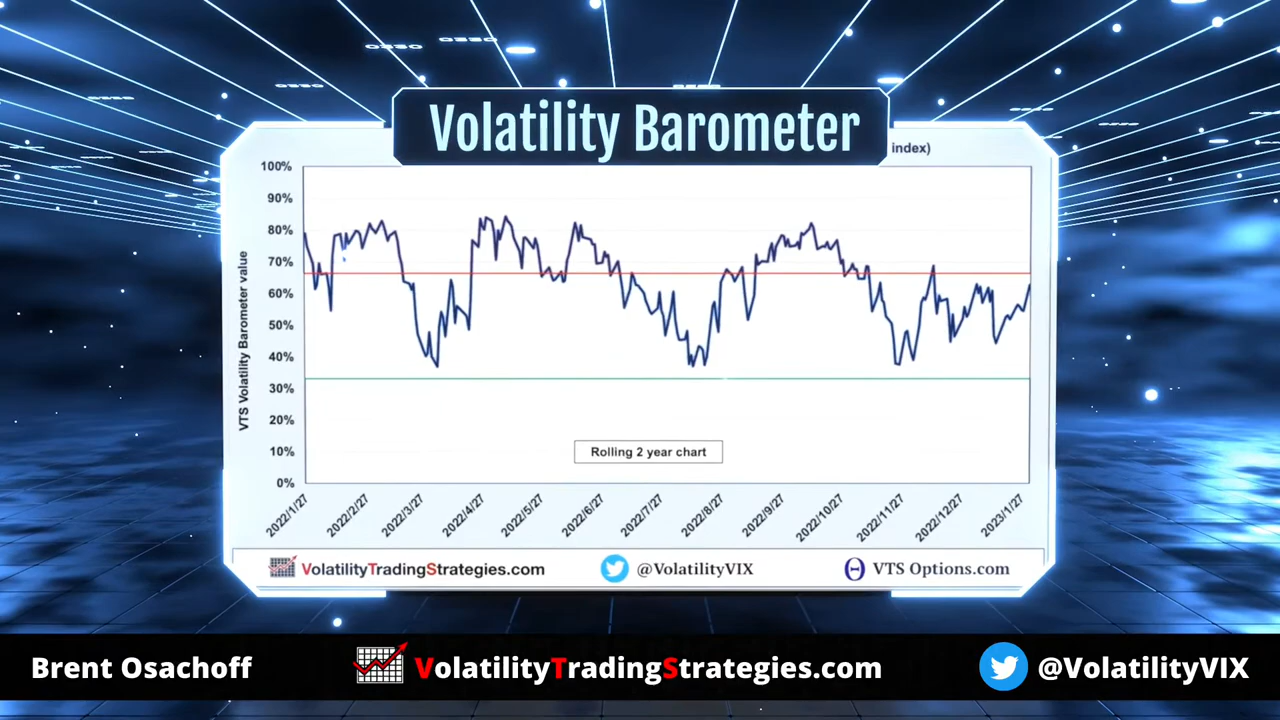 Volatility Barometer
index)
100%
90%
80%
70%
60%
50%
40%
30%
20%
10%
0%
VTS Volatility Barometer value
Rolling 2 year chart
2022/1/27
2022/2/27
2022/3/27
2022/4/27
2022/5/27
2022/6/27
2022/7/27
2022/8/27
2022/9/27
2022/10/27
2022/11/27
2022/12/27
2023/1/27
VolatilityTradingStrategies.com
@VolatilityVIX
VTS Options.com
Brent Osachoff
VolatilityTradingStrategies.com
@VolatilityVIX